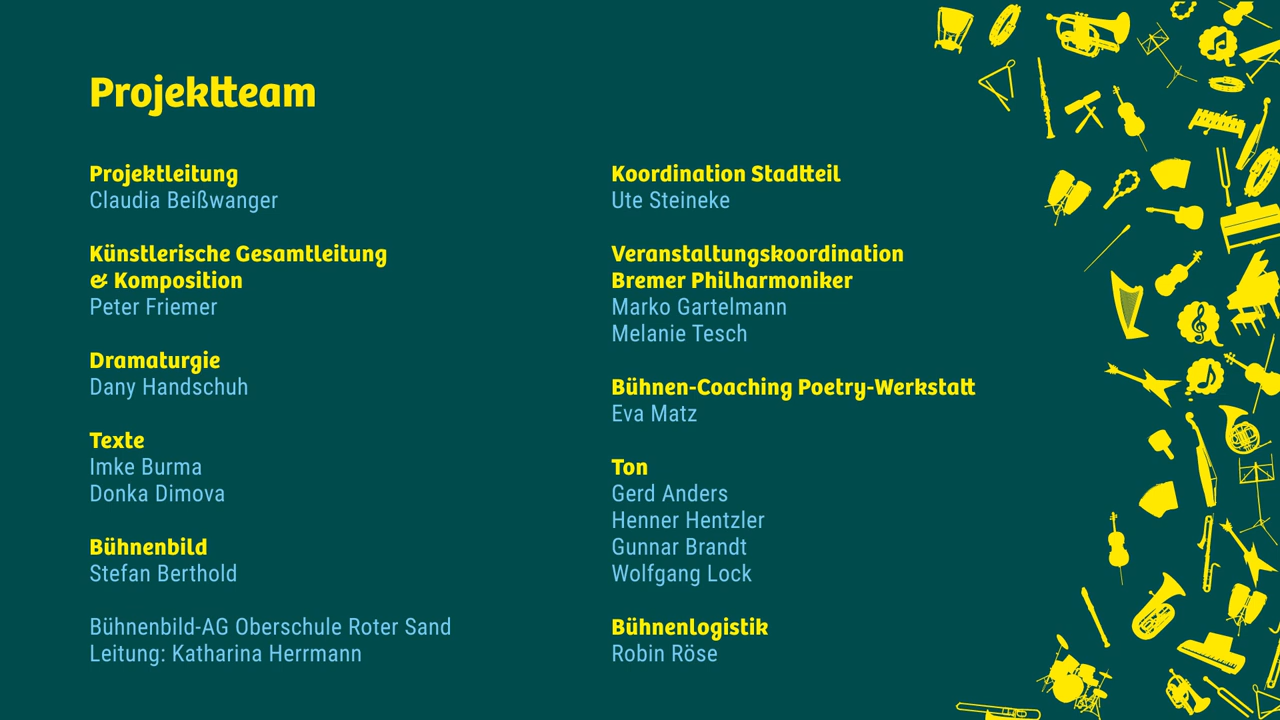 Projektteam
Projektleitung
Claudia Beißwanger
Künstlerische Gesamtleitung
& Komposition
Peter Friemer
Dramaturgie
Dany Handschuh
Texte
Imke Burma
Donka Dimova
Bühnenbild
Stefan Berthold
Bühnenbild-AG Oberschule Roter Sand
Leitung: Katharina Herrmann
Koordination Stadtteil
Ute Steineke
Veranstaltungskoordination
Bremer Philharmoniker
Marko Gartelmann
Melanie Tesch
Bühnen-Coaching Poetry-Werkstatt
Eva Matz
Ton
Gerd Anders
Henner Hentzler
Gunnar Brandt
Wolfgang Lock
Bühnenlogistik
Robin Röse